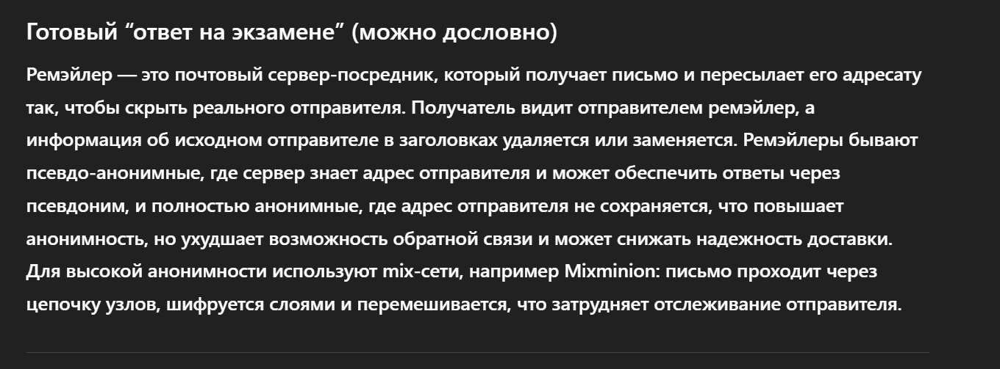 Готовый “ответ на экзамене” (можно дословно)
Ремэйлер — это почтовый сервер-посредник, который получает письмо и пересылает его адресату
так, чтобы скрыть реального отправителя. Получатель видит отправителем ремэйлер, а
информация об исходном отправителе в заголовках удаляется или заменяется. Ремэйлеры бывают
псевдо-анонимные, где сервер знает адрес отправителя и может обеспечить ответы через
псевдоним, и полностью анонимные, где адрес отправителя не сохраняется, что повышает
анонимность, но ухудшает возможность обратной связи и может снижать надежность доставки.
Для высокой анонимности используют mix-сети, например Mixminion: письмо проходит через
цепочку узлов, шифруется слоями и перемешивается, что затрудняет отслеживание отправителя.